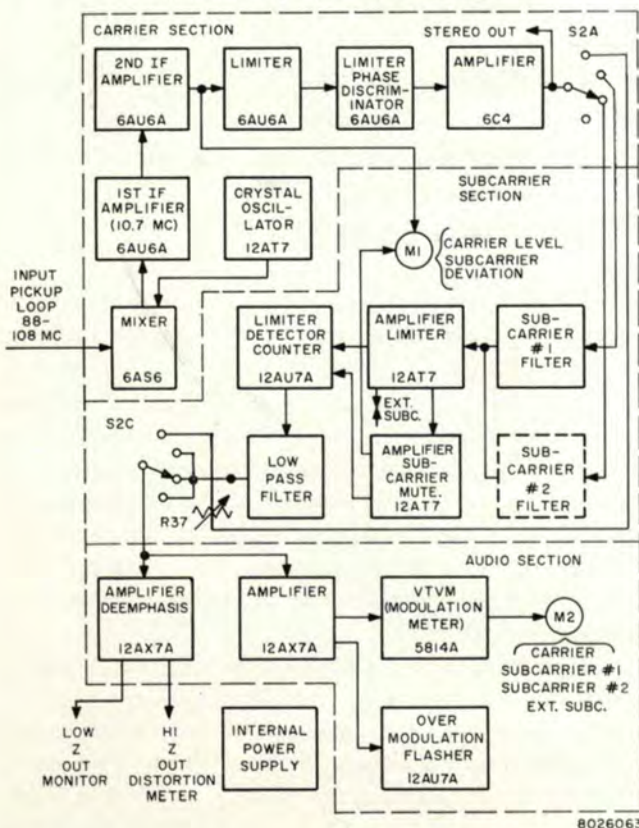 CARRIER SECTION
STEREO OUT
S2A
2ND IF
AMPLIFIER
6AU6A
LIMITER
6AU6A
LIMITER
PHASE
DISCRIM-
INATOR
6AU6A
AMPLIFIER
6C4
SUBCARRIER
SECTION
1ST IF
AMPLIFIER
(10.7 MC)
6AU6A
CRYSTAL
OSCIL-
LATOR
12AT7
M1
CARRIER LEVEL
SUBCARRIER
DEVIATION
INPUT
PICKUP
LOOP
88-
108 MC
MIXER
6AS6
LIMITER
DETECTOR
COUNTER
12AU7A
AMPLIFIER
LIMITER
12AT7
SUB-
CARRIER
#1
FILTER
EXT.
SUBC.
S2C
LOW
PASS
FILTER
AMPLIFIER
SUB-
CARRIER
MUTE.
12AT7
SUB-
CARRIER
#2
FILTER
R37
AUDIO SECTION
AMPLIFIER
DEEMPHASIS
12AX7A
AMPLIFIER
12AX7A
VTVM
(MODULATION
METER)
5814A
M2
CARRIER
SUBCARRIER #1
SUBCARRIER #2
EXT. SUBC.
LOW
Z
OUT
MONITOR
HI
Z
OUT
DISTORTION
METER
INTERNAL
POWER
SUPPLY
OVER
MODULATION
FLASHER
12AU7A
8026063